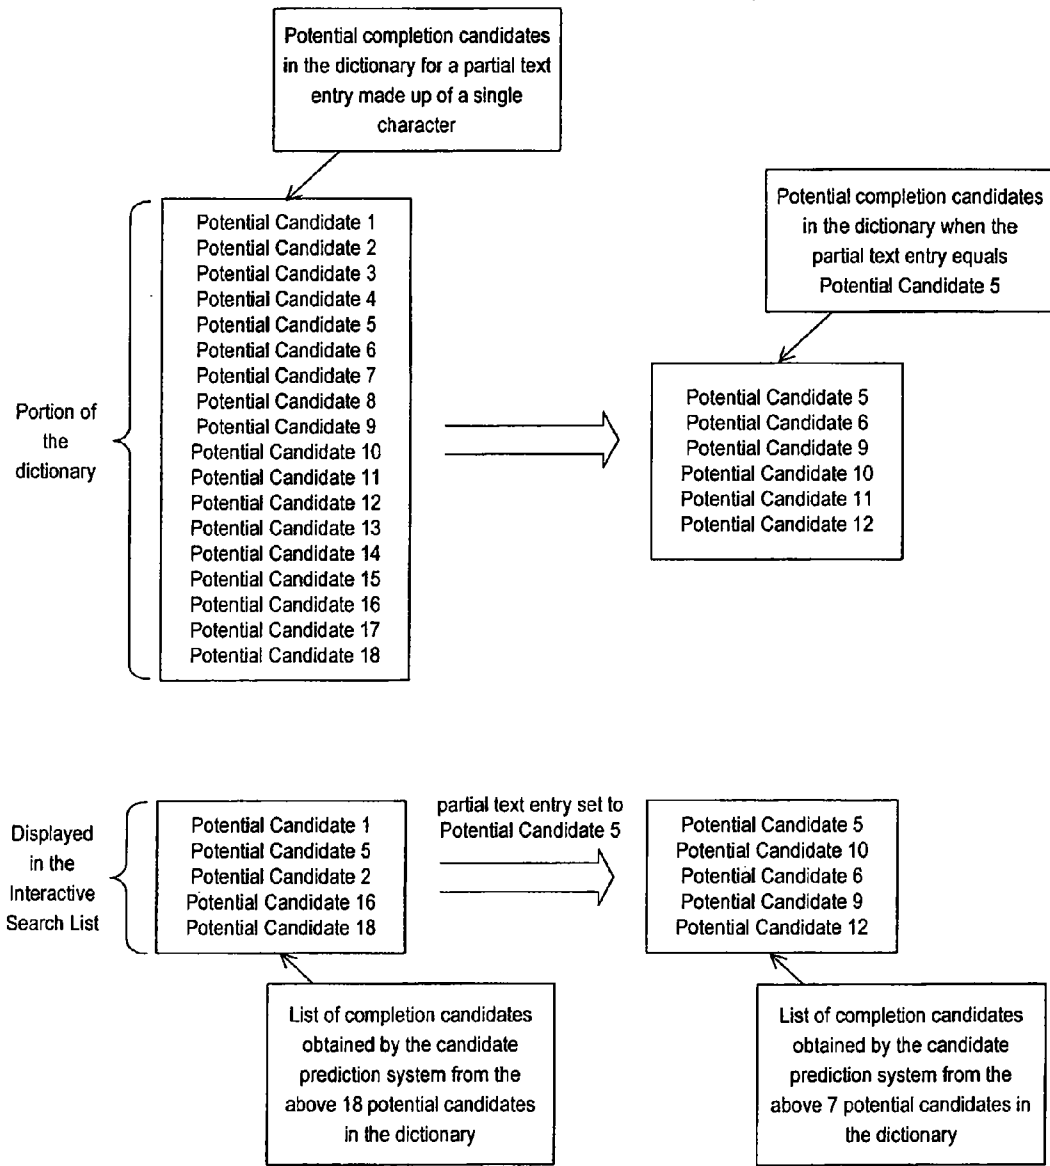 Potential completion candidates
in the dictionary for a partial text
entry made up of a single
character
Potential completion candidates
in the dictionary when the
partial text entry equals
Potential Candidate 5
Portion of
the
dictionary
Potential Candidate 1
Potential Candidate 2
Potential Candidate 3
Potential Candidate 4
Potential Candidate 5
Potential Candidate 6
Potential Candidate 7
Potential Candidate 8
Potential Candidate 9
Potential Candidate 10
Potential Candidate 11
Potential Candidate 12
Potential Candidate 13
Potential Candidate 14
Potential Candidate 15
Potential Candidate 16
Potential Candidate 17
Potential Candidate 18
Potential Candidate 5
Potential Candidate 6
Potential Candidate 9
Potential Candidate 10
Potential Candidate 11
Potential Candidate 12
Displayed
in the
Interactive
Search List
Potential Candidate 1
Potential Candidate 5
Potential Candidate 2
Potential Candidate 16
Potential Candidate 18
partial text entry set to
Potential Candidate 5
Potential Candidate 5
Potential Candidate 10
Potential Candidate 6
Potential Candidate 9
Potential Candidate 12
List of completion candidates
obtained by the candidate
prediction system from the
above 18 potential candidates
in the dictionary
List of completion candidates
obtained by the candidate
prediction system from the
above 7 potential candidates in
the dictionary